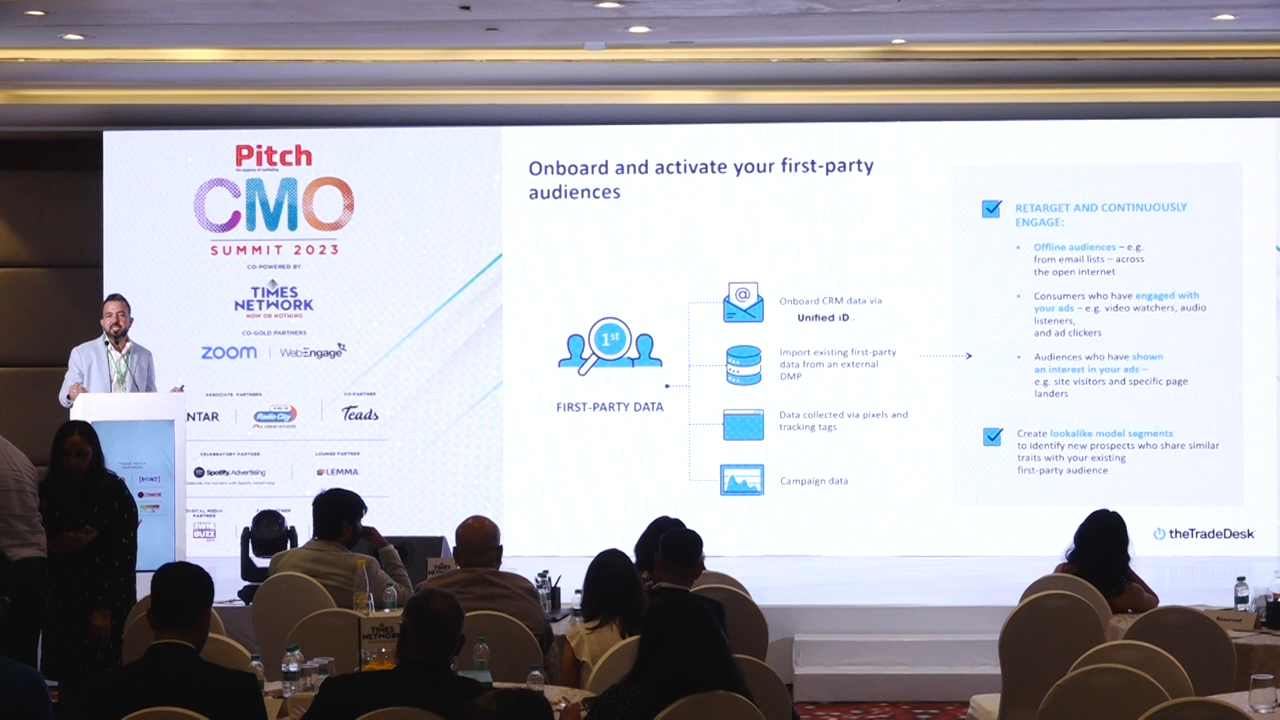 Pitch
CMO
SUMMIT 2023
CO-POWERED BY
TIMES
NETWORK
NOW OR NOTHING
CO-GOLD PARTNERS
zoom
WebEngage
ASSOCIATE PARTNERS
CO-PARTNER
NTAR
Radio City
Teads
CELEBRATORY PARTNER
LOUNGE PARTNER
Spotify Advertising
LEMMA
DIGITAL MEDIA
PARTNER
BUZZ
Onboard and activate your first-party
audiences
1st
FIRST-PARTY DATA
@
Onboard CRM data via
Unified iD
Import existing first-party
data from an external
DMP
Data collected via pixels and
tracking tags
Campaign data
RETARGET AND CONTINUOUSLY
ENGAGE:
• Offline audiences – e.g.
from email lists – across
the open internet
• Consumers who have engaged with
your ads – e.g. video watchers, audio
listeners,
and ad clickers
• Audiences who have shown
an interest in your ads –
e.g. site visitors and specific page
landers
Create lookalike model segments
to identify new prospects who share similar
traits with your existing
first-party audience
theTradeDesk
TIMES
NETWORK
Reserved